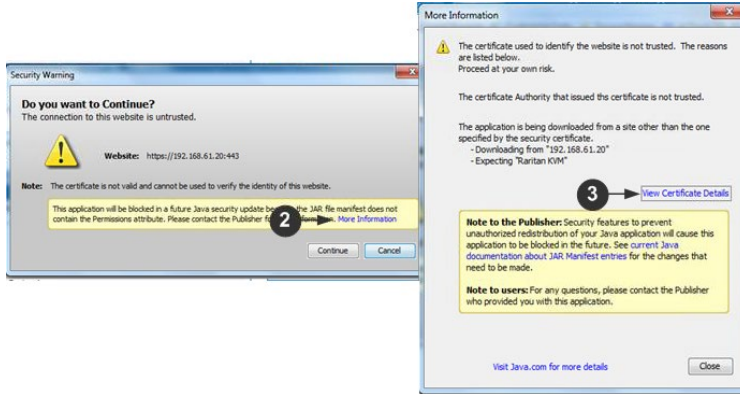 Security Warning
Do you want to Continue?
The connection to this website is untrusted.
Website: https://192.168.61.20:443
Note: The certificate is not valid and cannot be used to verify the identity of this website.
This application will be blocked in a future Java security update because the JAR file manifest does not
contain the Permissions attribute. Please contact the Publisher for more information. More Information
2
Continue
Cancel
More Information
The certificate used to identify the website is not trusted. The reasons
are listed below.
Proceed at your own risk.
The certificate Authority that issued ths certificate is not trusted.
The application is being downloaded from a site other than the one
specified by the security certificate.
- Downloading from "192.168.61.20"
- Expecting "Raritan KVM"
3
View Certificate Details
Note to the Publisher: Security features to prevent
unauthorized redistribution of your Java application will cause this
application to be blocked in the future. See current Java
documentation about JAR Manifest entries for the changes that
need to be made.
Note to users: For any questions, please contact the Publisher
who provided you with this application.
Visit Java.com for more details
Close